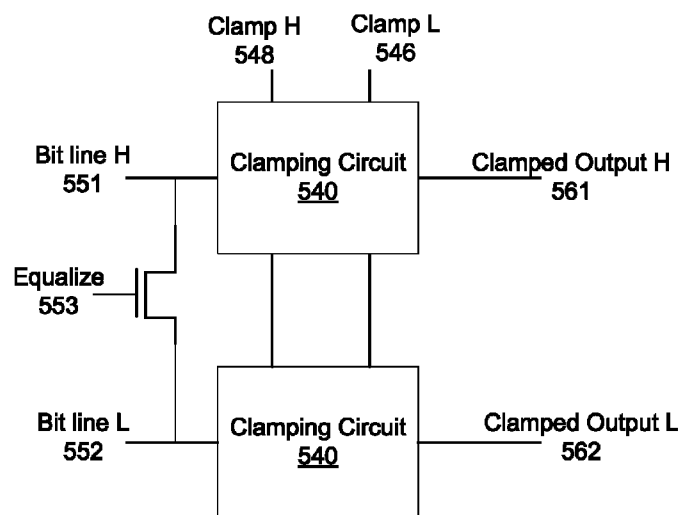 Clamp H
548
Clamp L
546
Bit line H
551
Clamping Circuit
540
Clamped Output H
561
Equalize
553
Bit line L
552
Clamping Circuit
540
Clamped Output L
562